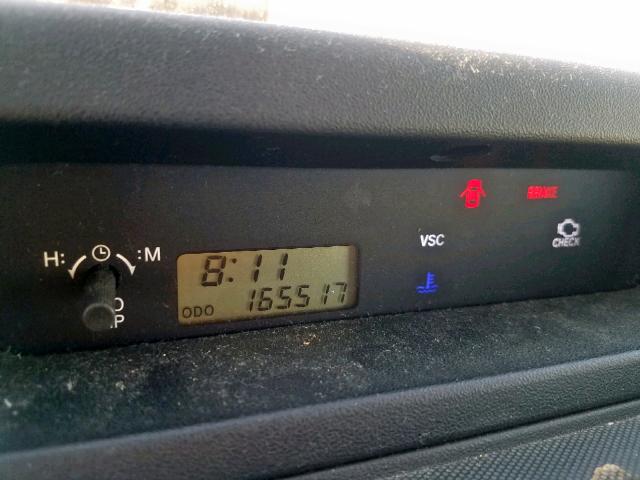 BRAKE
VSC
CHECK
H: :M
8:11
ODO 165517